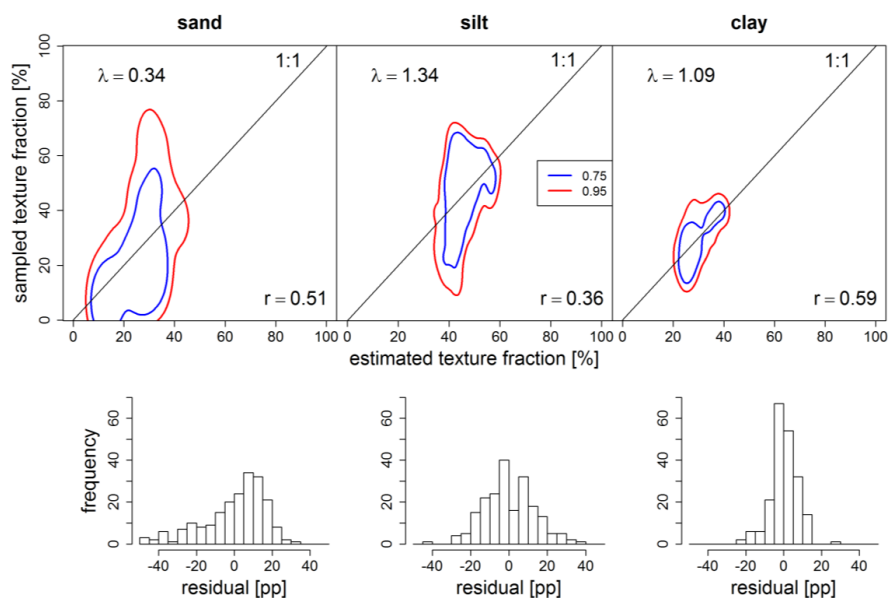 sand silt clay
sampled texture fraction [%]
100
80
60
40
20
0
λ = 0.34 1:1 λ = 1.34 1:1 λ = 1.09 1:1
0.75
0.95
r = 0.51 r = 0.36 r = 0.59
0 20 40 60 80 100 0 20 40 60 80 100 0 20 40 60 80 100
estimated texture fraction [%]
frequency
60 60 60
40 40 40
20 20 20
0 0 0
-40 -20 0 20 40 -40 -20 0 20 40 -40 -20 0 20 40
residual [pp] residual [pp] residual [pp]